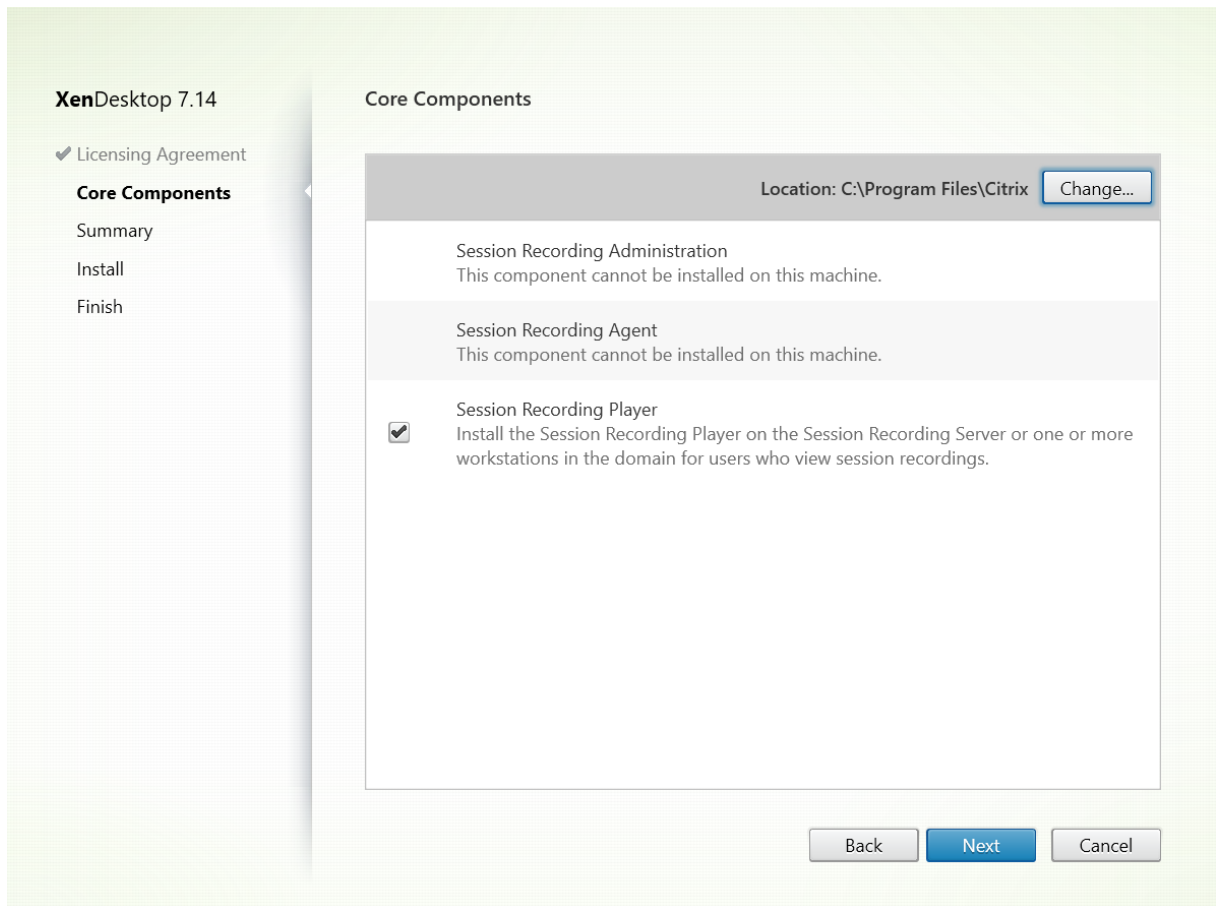 XenDesktop 7.14
Licensing Agreement
Core Components
Summary
Install
Finish
Core Components
Location: C:\Program Files\Citrix
Change...
Session Recording Administration
This component cannot be installed on this machine.
Session Recording Agent
This component cannot be installed on this machine.
Session Recording Player
Install the Session Recording Player on the Session Recording Server or one or more
workstations in the domain for users who view session recordings.
Back
Next
Cancel